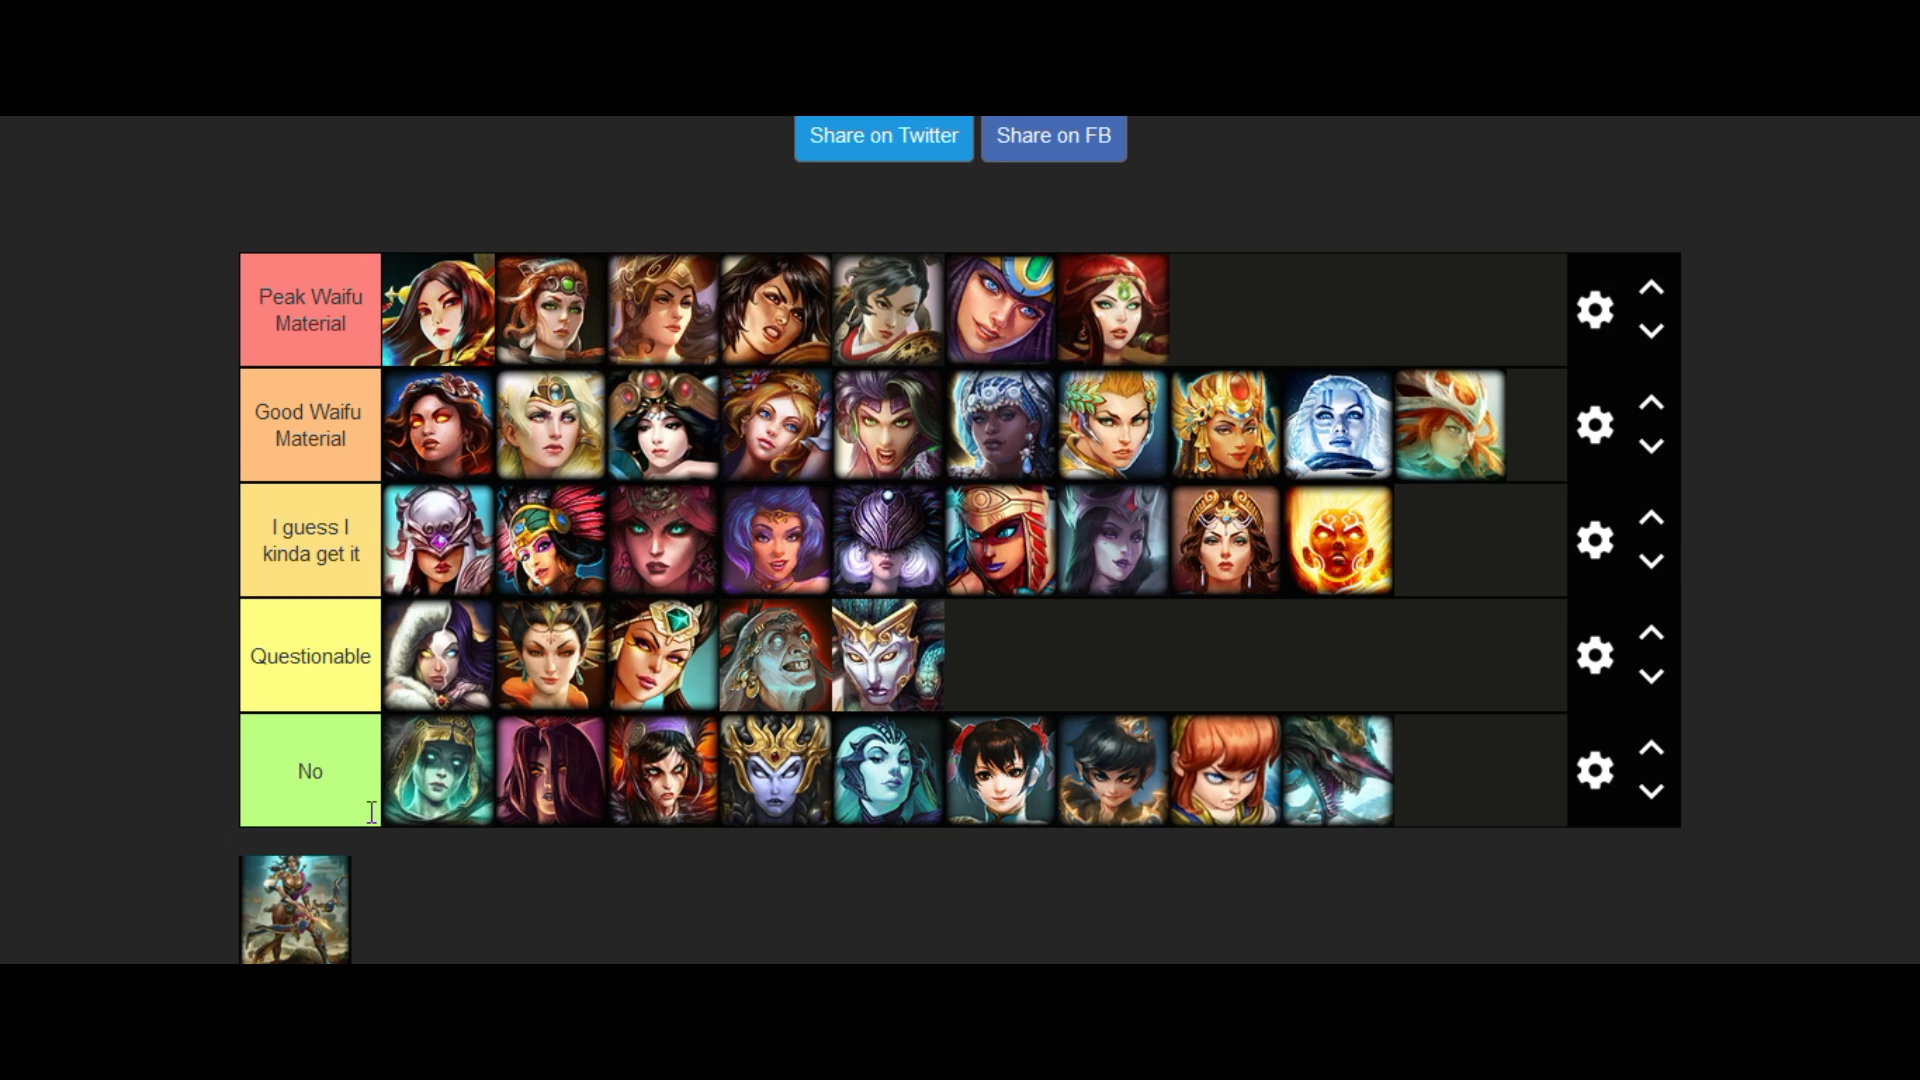 Share on Twitter
Share on FB
Peak Waifu
Material
Good Waifu
Material
I guess I
kinda get it
Questionable
No